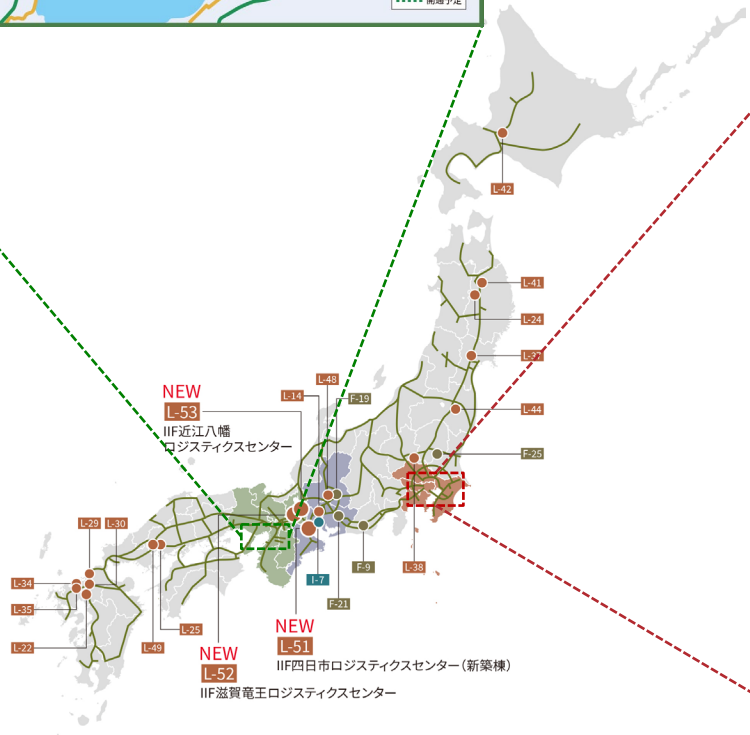 開通予定
L-42
L-41
L-24
L-37
L-48
L-14
F-19
NEW
L-53
IIF近江八幡
ロジスティクスセンター
L-44
F-25
L-29
L-30
L-34
L-35
L-22
L-25
L-49
I-7
F-21
F-9
L-38
NEW
L-51
IIF四日市ロジスティクスセンター（新築棟）
NEW
L-52
IIF滋賀竜王ロジスティクスセンター